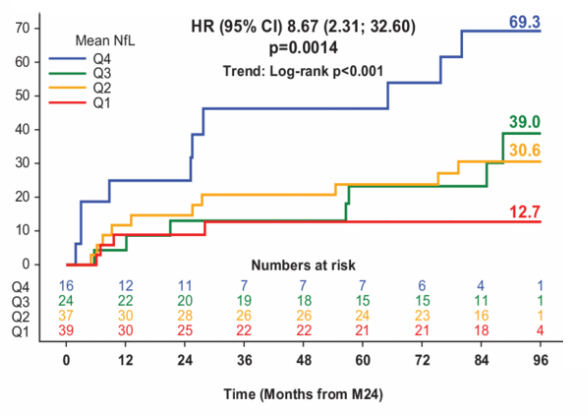 HR (95% CI) 8.67 (2.31; 32.60)
p=0.0014
Trend: Log-rank p<0.001
Mean NfL
Q4
Q3
Q2
Q1
70
60
50
40
30
20
10
0
69.3
39.0
30.6
12.7
Numbers at risk
Q4 16 12 11 7 7 7 6 4 1
Q3 24 22 20 19 18 15 15 11 1
Q2 37 30 28 26 26 24 23 16 1
Q1 39 30 25 22 22 21 21 18 4
0 12 24 36 48 60 72 84 96
Time (Months from M24)